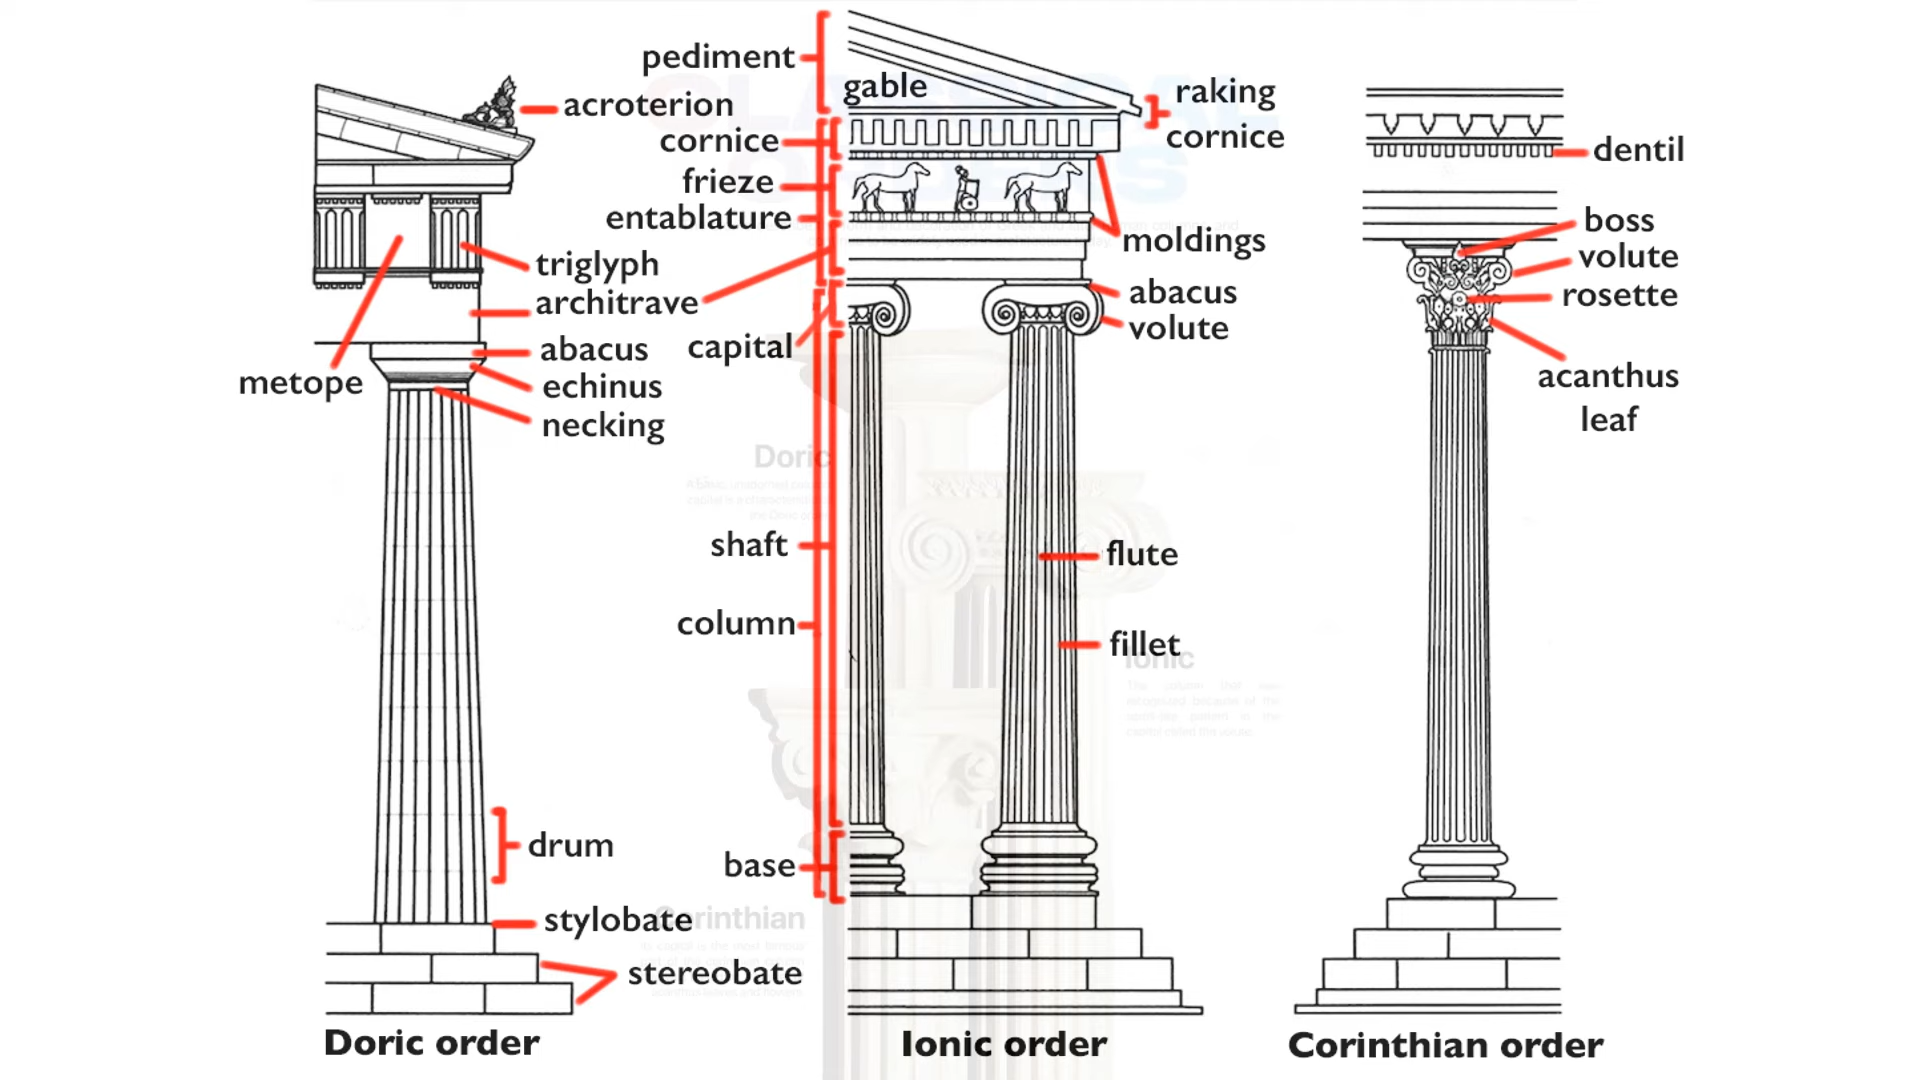 pediment
gable
acroterion
raking
cornice
cornice
dentil
frieze
entablature
boss
moldings
volute
triglyph
architrave
abacus
rosette
volute
abacus
capital
metope
echinus
acanthus
leaf
necking
Doric
shaft
flute
column
fillet
Ionic
drum
base
stylobate
Corinthian
stereobate
Doric order
Ionic order
Corinthian order